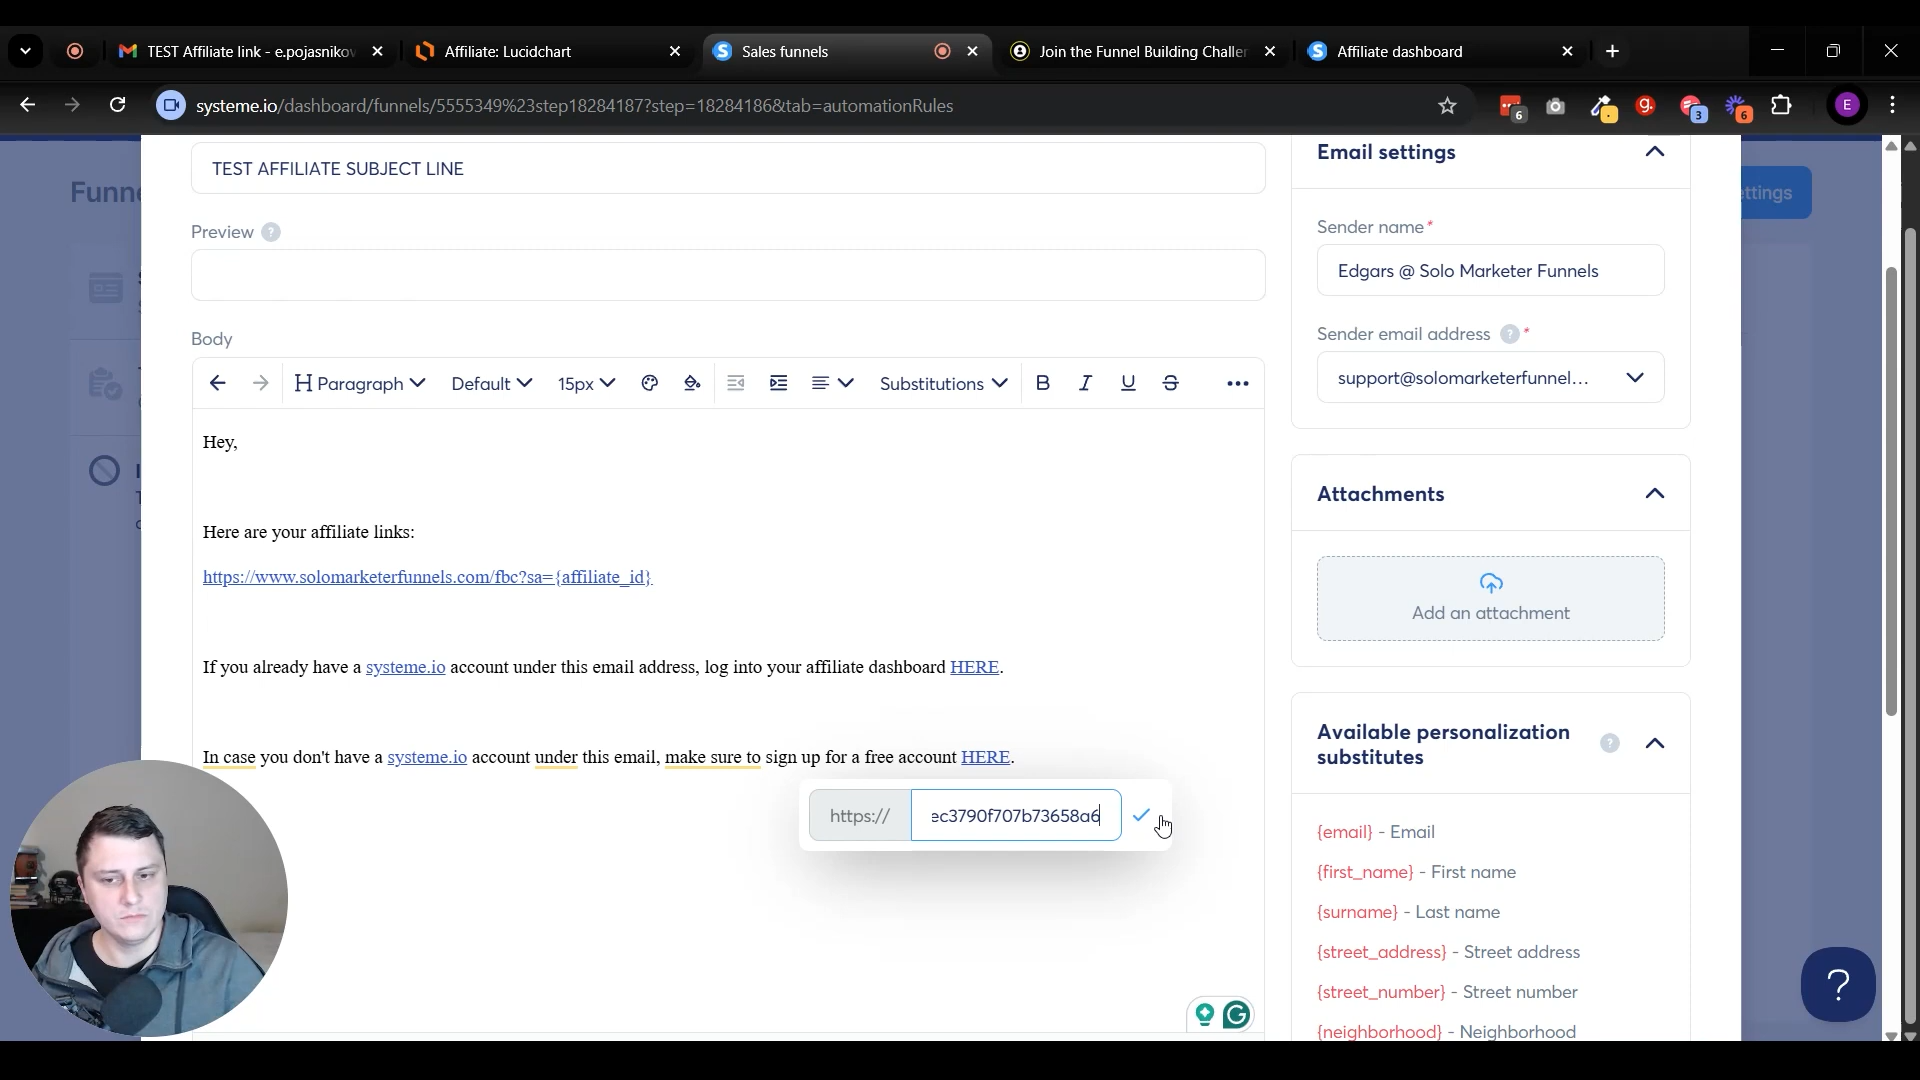 TEST Affiliate link - e.pojasnikov
Affiliate: Lucidchart
Sales funnels
Join the Funnel Building Challen
Affiliate dashboard
systeme.io/dashboard/funnels/5555349%23step18284187?step=18284186&tab=automationRules
6
g.
3
6
E
Funne
ettings
TEST AFFILIATE SUBJECT LINE
Preview ?
Body
Paragraph
Default
15px
Substitutions
B I U S
Hey,
Here are your affiliate links:
https://www.solomarketerfunnels.com/fbc?sa={affiliate_id}
If you already have a systeme.io account under this email address, log into your affiliate dashboard HERE.
In case you don't have a systeme.io account under this email, make sure to sign up for a free account HERE.
https:// ec3790f707b73658a6
Email settings
Sender name*
Edgars @ Solo Marketer Funnels
Sender email address ? *
support@solomarketerfunnel...
Attachments
Add an attachment
Available personalization
substitutes ?
{email} - Email
{first_name} - First name
{surname} - Last name
{street_address} - Street address
{street_number} - Street number
{neighborhood} - Neighborhood
?